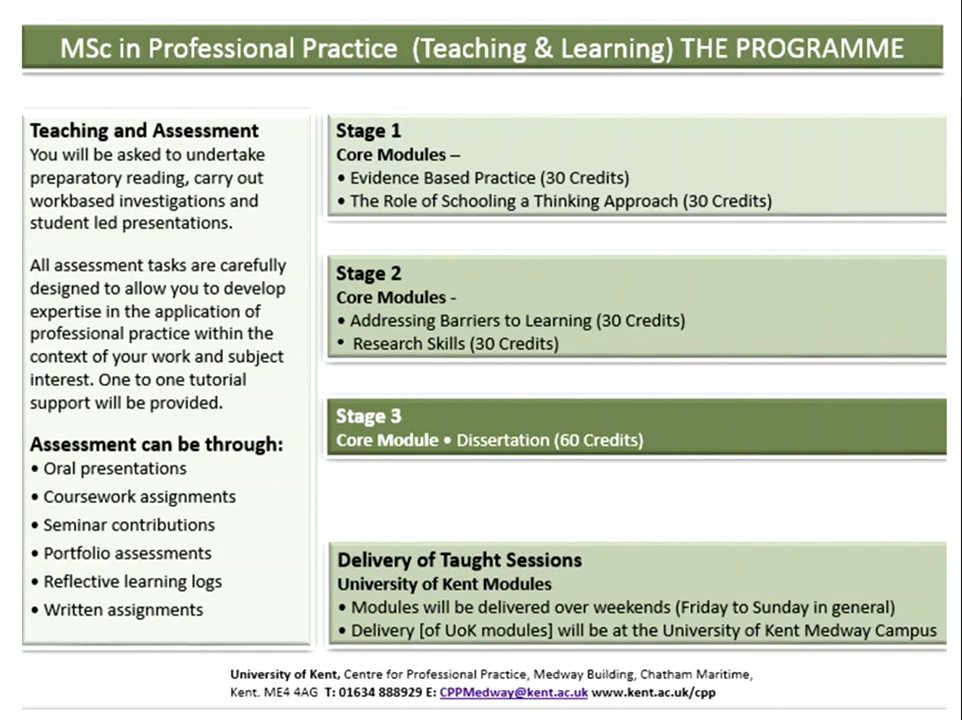 MSc in Professional Practice (Teaching & Learning) THE PROGRAMME
Teaching and Assessment
You will be asked to undertake
preparatory reading, carry out
workbased investigations and
student led presentations.
All assessment tasks are carefully
designed to allow you to develop
expertise in the application of
professional practice within the
context of your work and subject
interest. One to one tutorial
support will be provided.
Assessment can be through:
• Oral presentations
• Coursework assignments
• Seminar contributions
• Portfolio assessments
• Reflective learning logs
• Written assignments
Stage 1
Core Modules –
• Evidence Based Practice (30 Credits)
• The Role of Schooling a Thinking Approach (30 Credits)
Stage 2
Core Modules -
• Addressing Barriers to Learning (30 Credits)
• Research Skills (30 Credits)
Stage 3
Core Module • Dissertation (60 Credits)
Delivery of Taught Sessions
University of Kent Modules
• Modules will be delivered over weekends (Friday to Sunday in general)
• Delivery [of UoK modules] will be at the University of Kent Medway Campus
University of Kent, Centre for Professional Practice, Medway Building, Chatham Maritime,
Kent. ME4 4AG T: 01634 888929 E: CPPMedway@kent.ac.uk www.kent.ac.uk/cpp